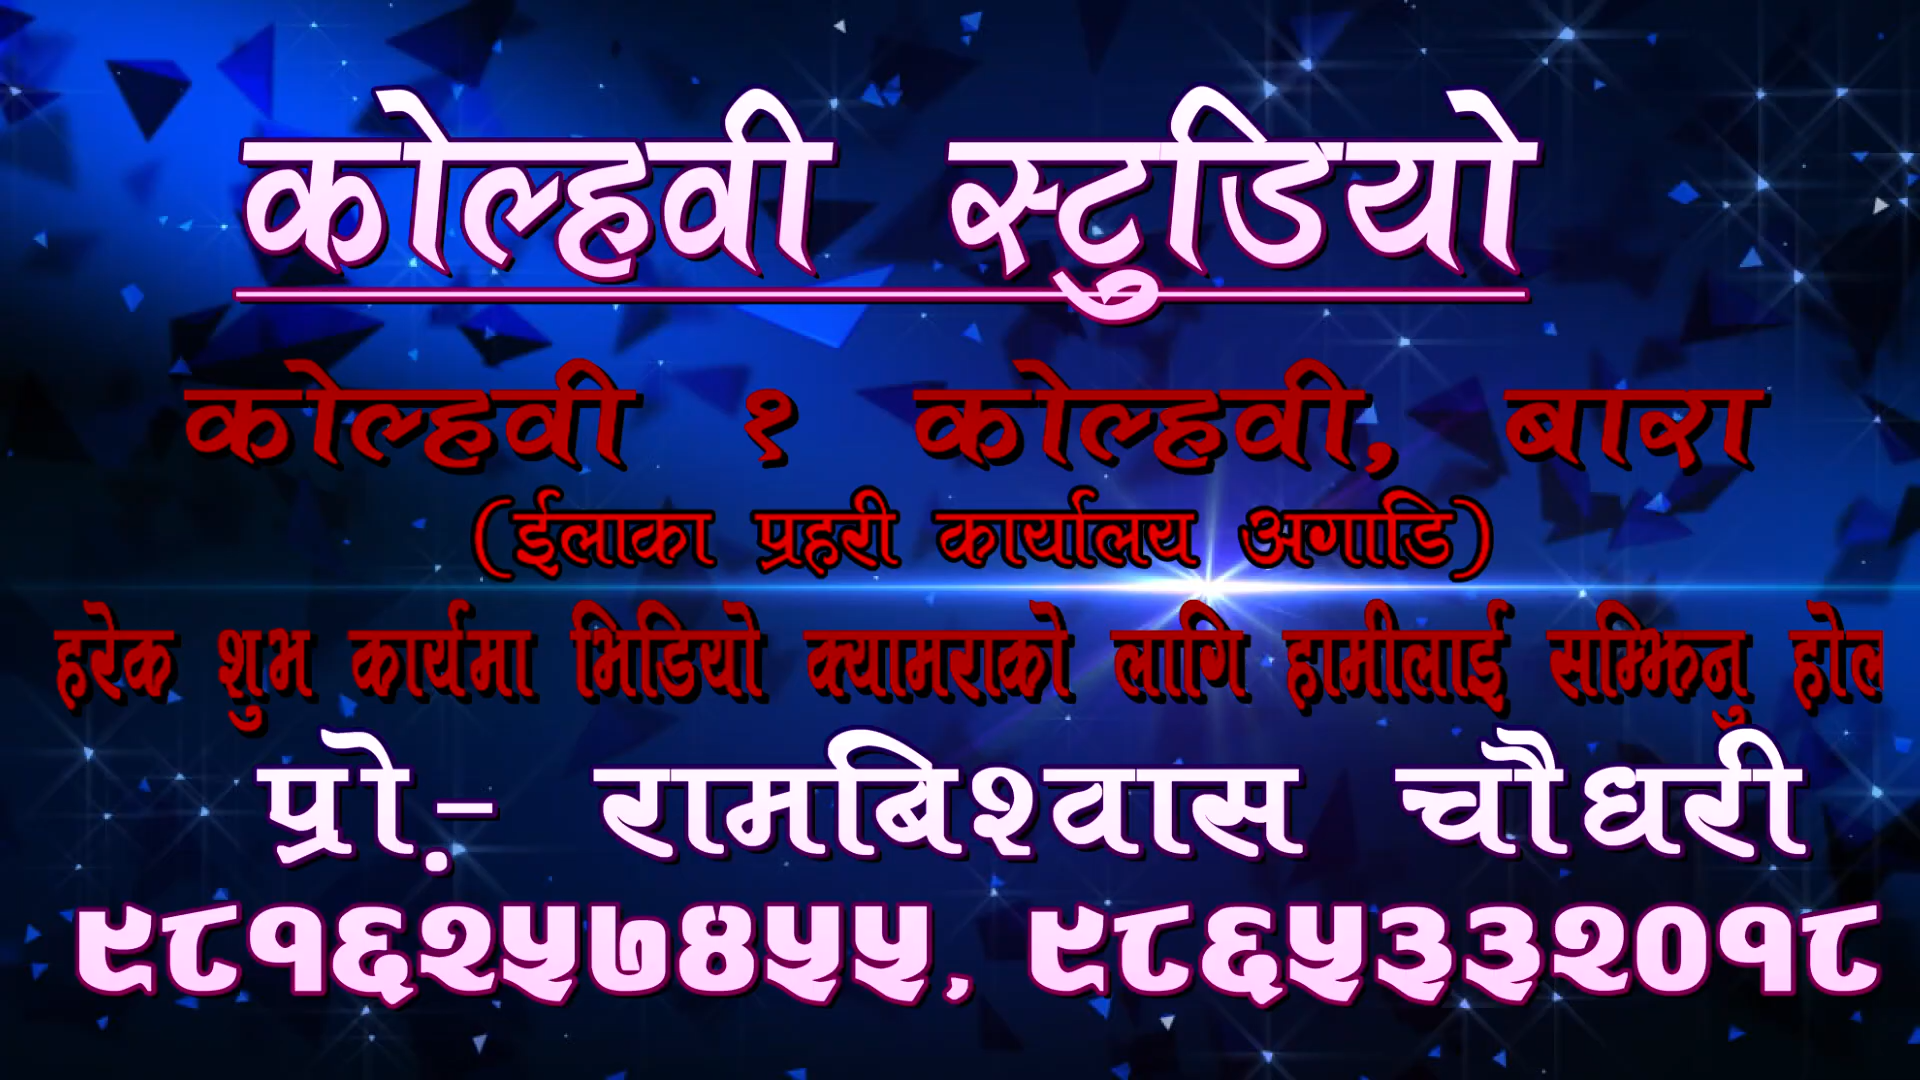 कोल्हवी स्टुडियो
कोल्हवी १ कोल्हवी, बारा
(ईलाका प्रहरी कार्यालय अगाडि)
हरेक शुभ कार्यमा भिडियो क्यामराको लागि हामीलाई सम्झिनु होल
प्रो.- रामबिश्वास चौधरी
९८१६२५७४५५, ९८६५३३२०१८